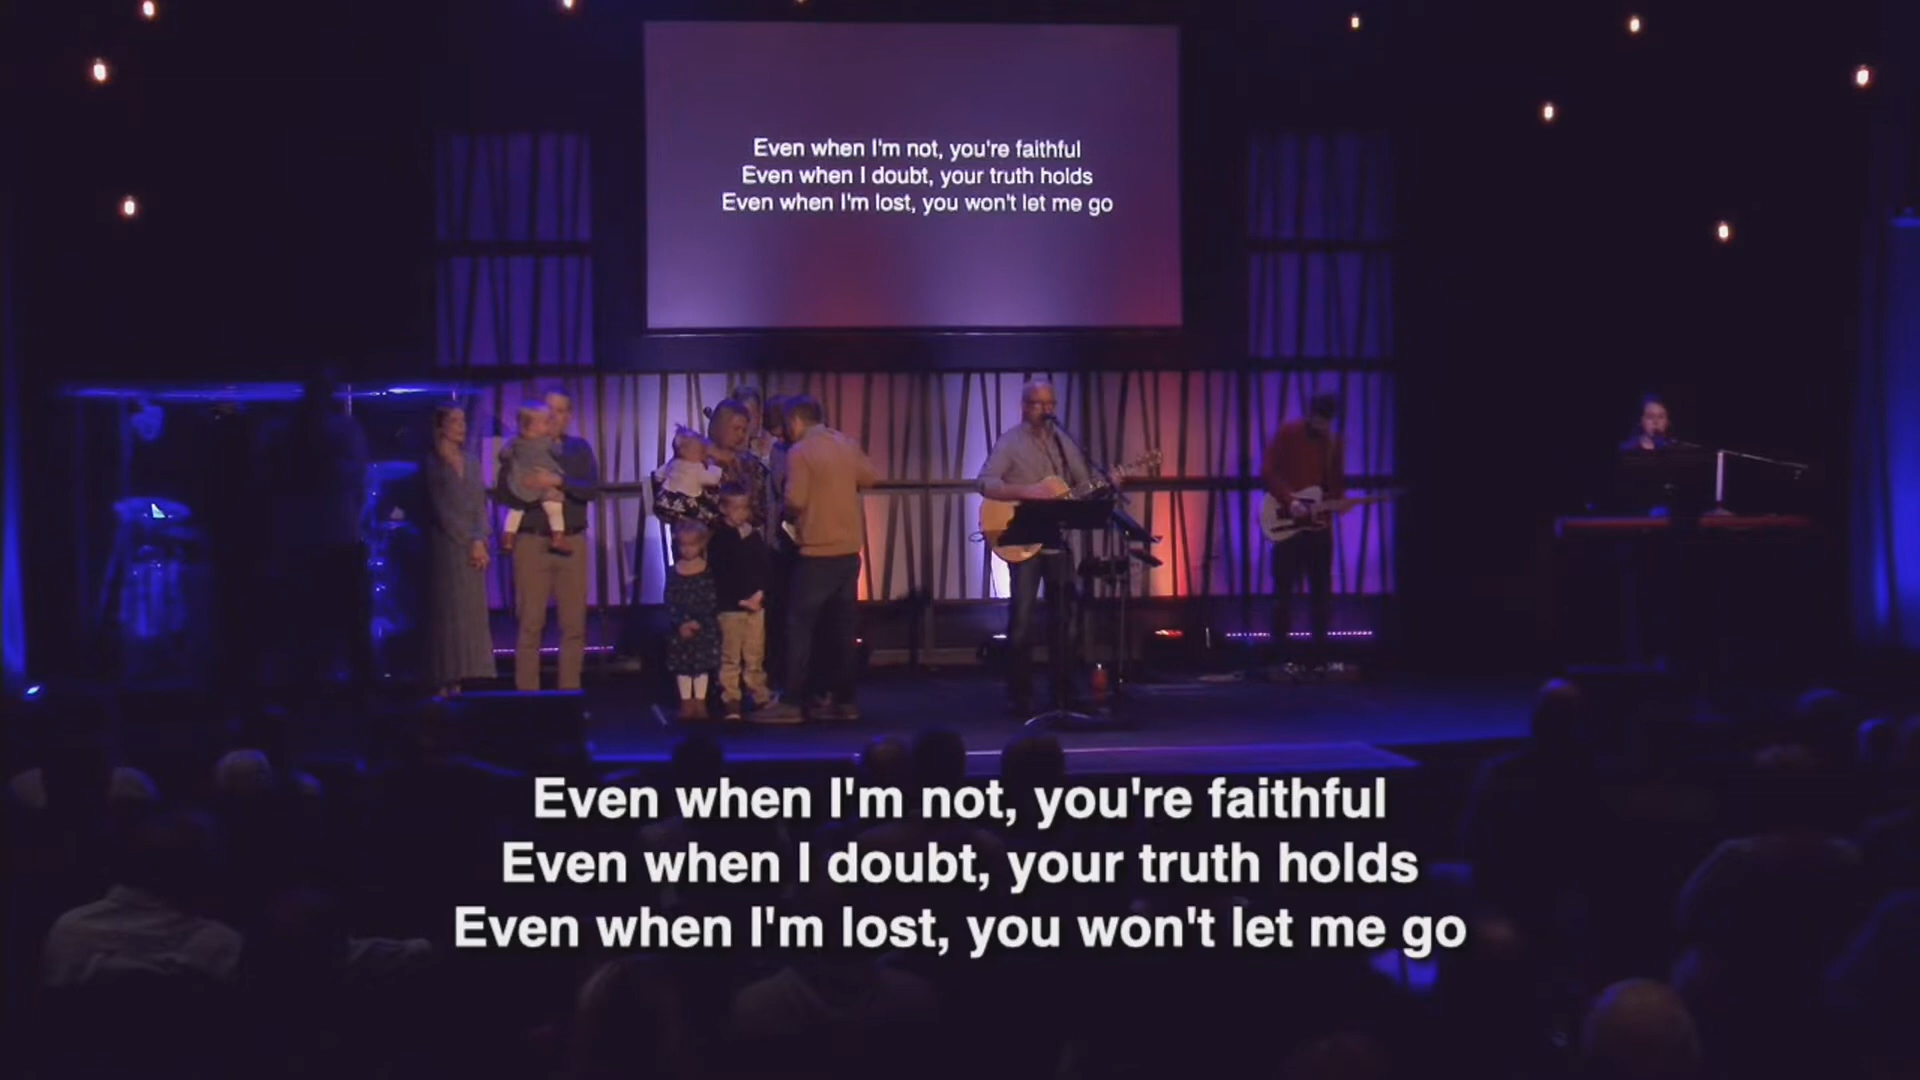 Even when I'm not, you're faithful
Even when I doubt, your truth holds
Even when I'm lost, you won't let me go
Even when I'm not, you're faithful
Even when I doubt, your truth holds
Even when I'm lost, you won't let me go